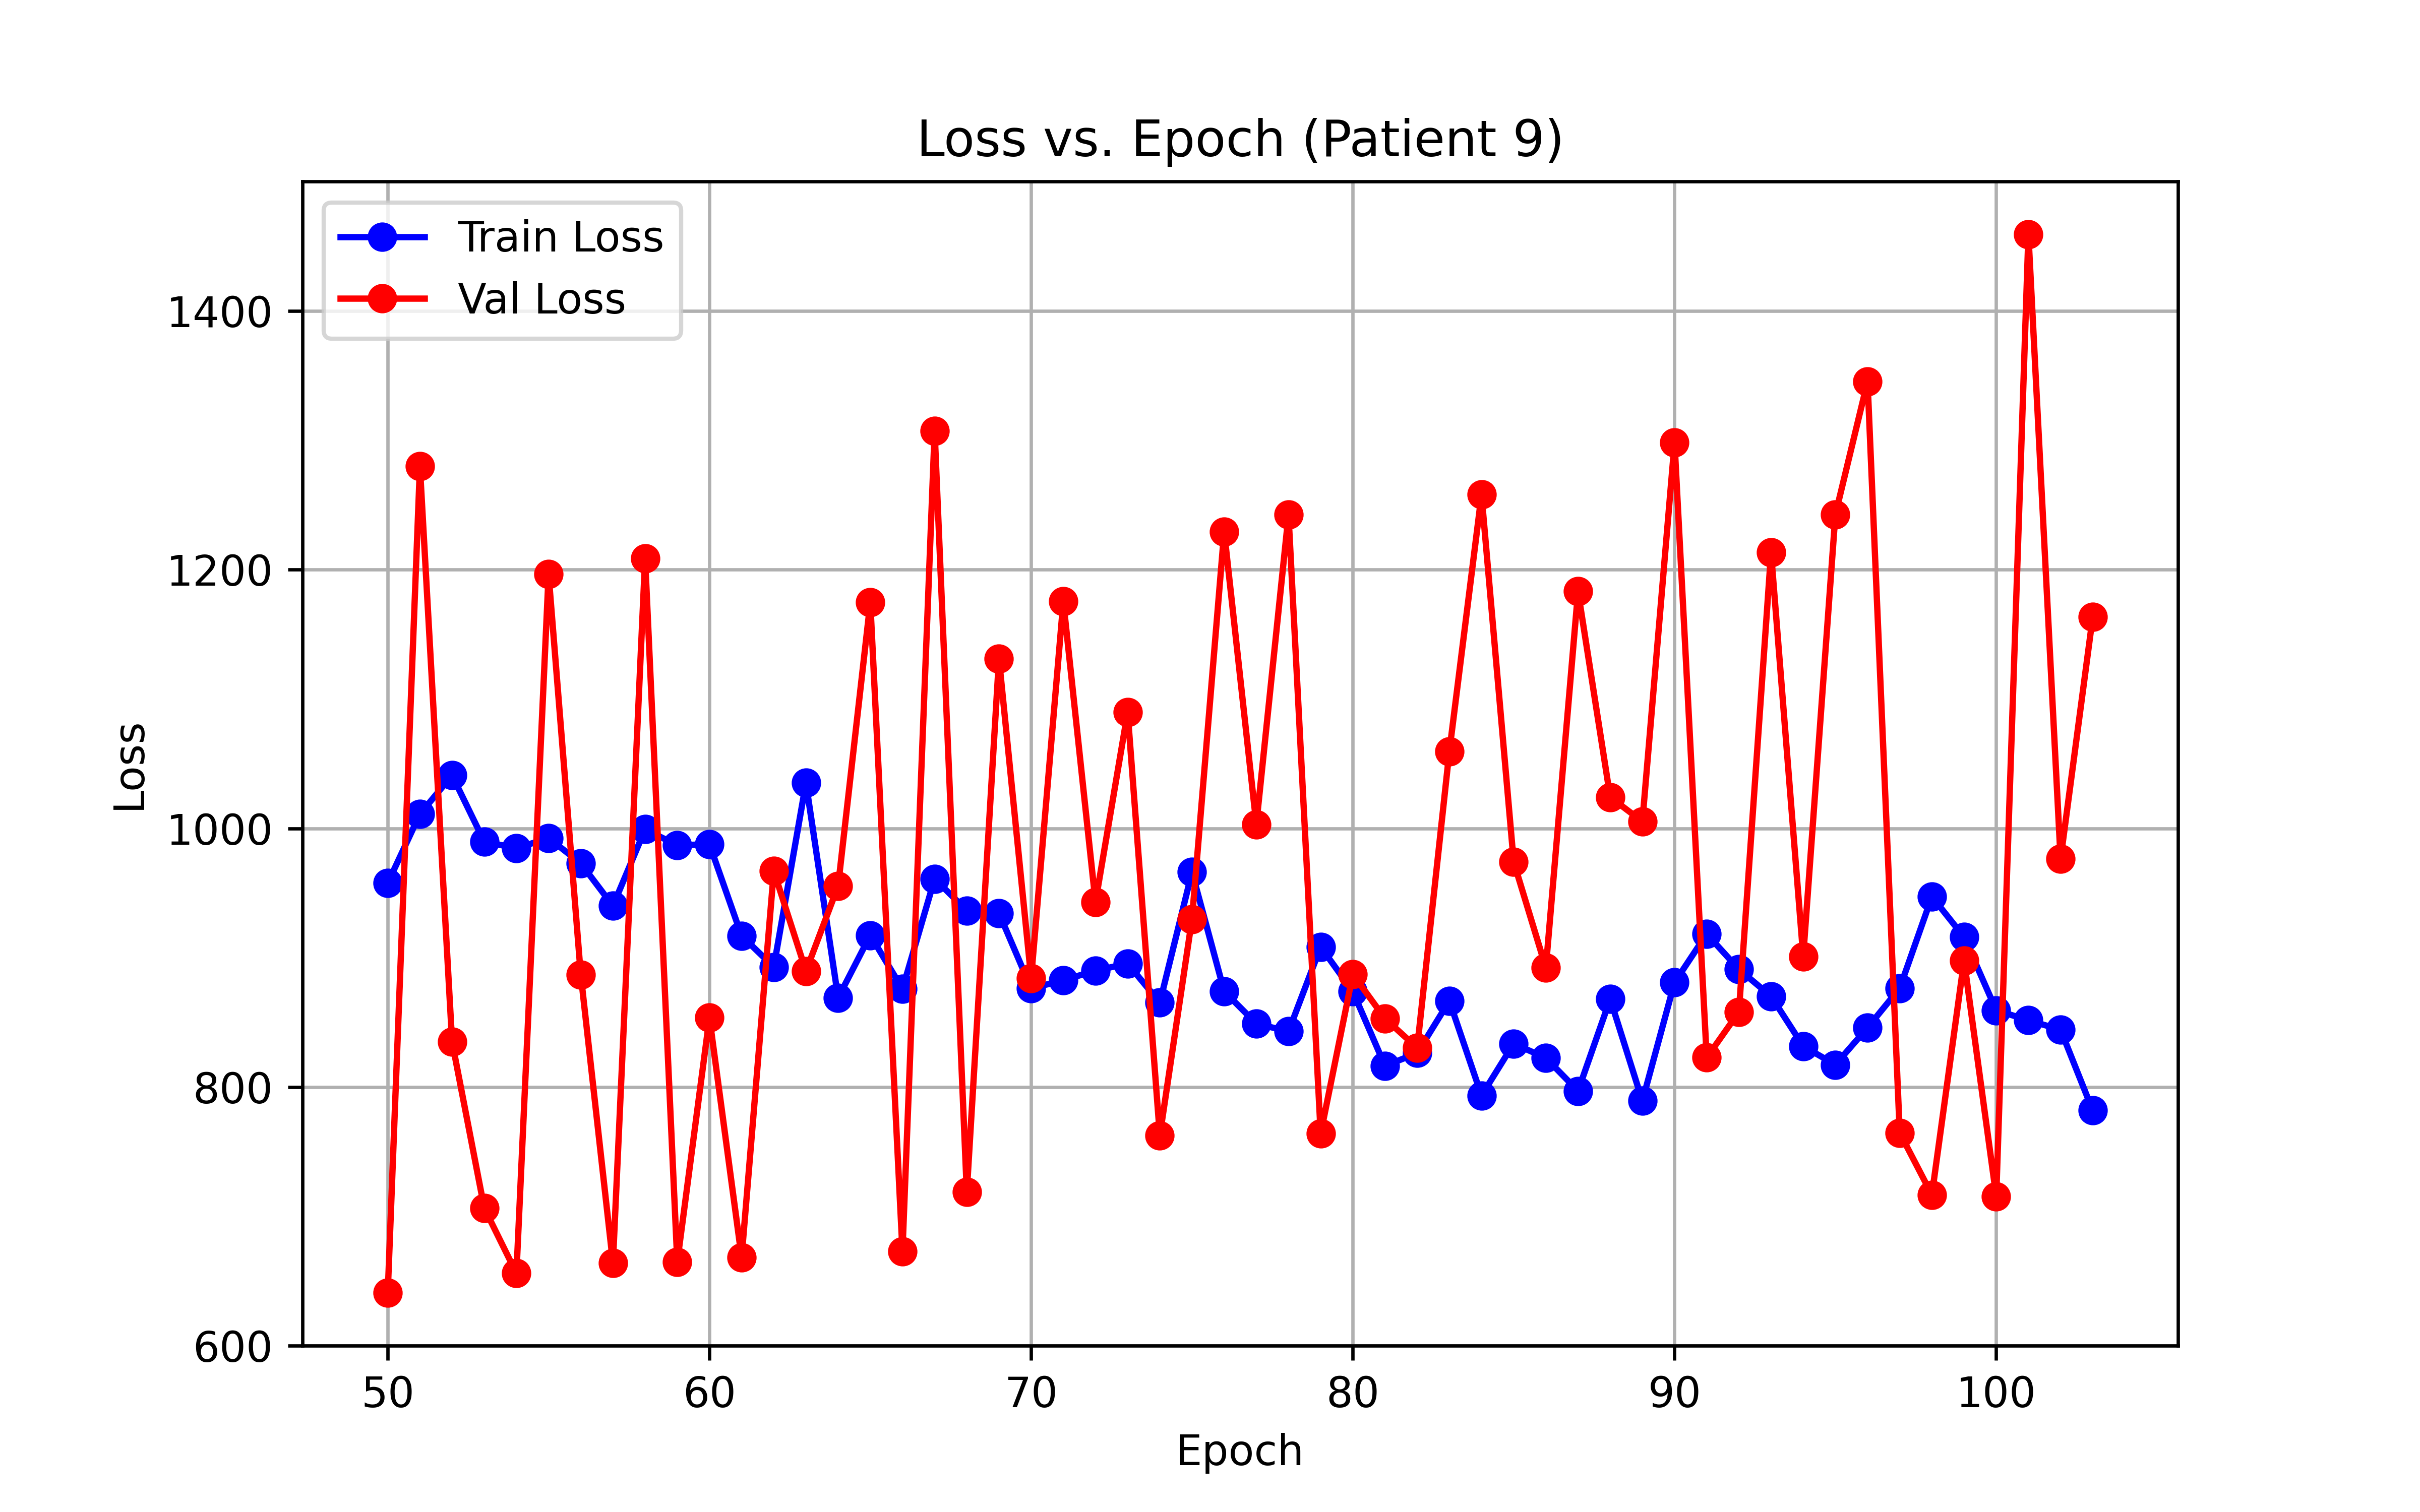 Loss vs. Epoch (Patient 9)
Train Loss
Val Loss
1400
1200
1000
800
600
Loss
50 60 70 80 90 100
Epoch